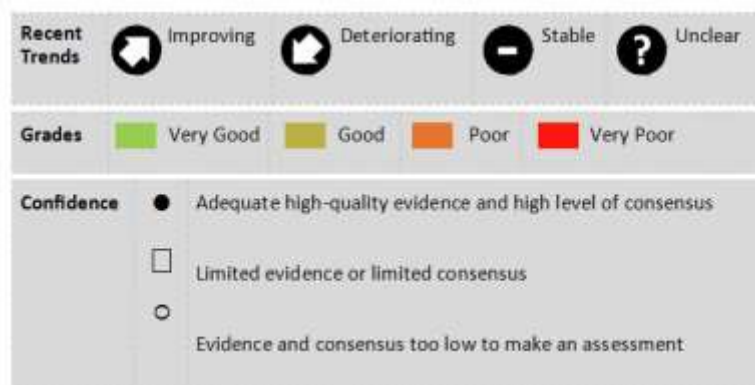 Recent Trends
Improving
Deteriorating
Stable
? Unclear
Grades
Very Good
Good
Poor
Very Poor
Confidence
Adequate high-quality evidence and high level of consensus
Limited evidence or limited consensus
Evidence and consensus too low to make an assessment